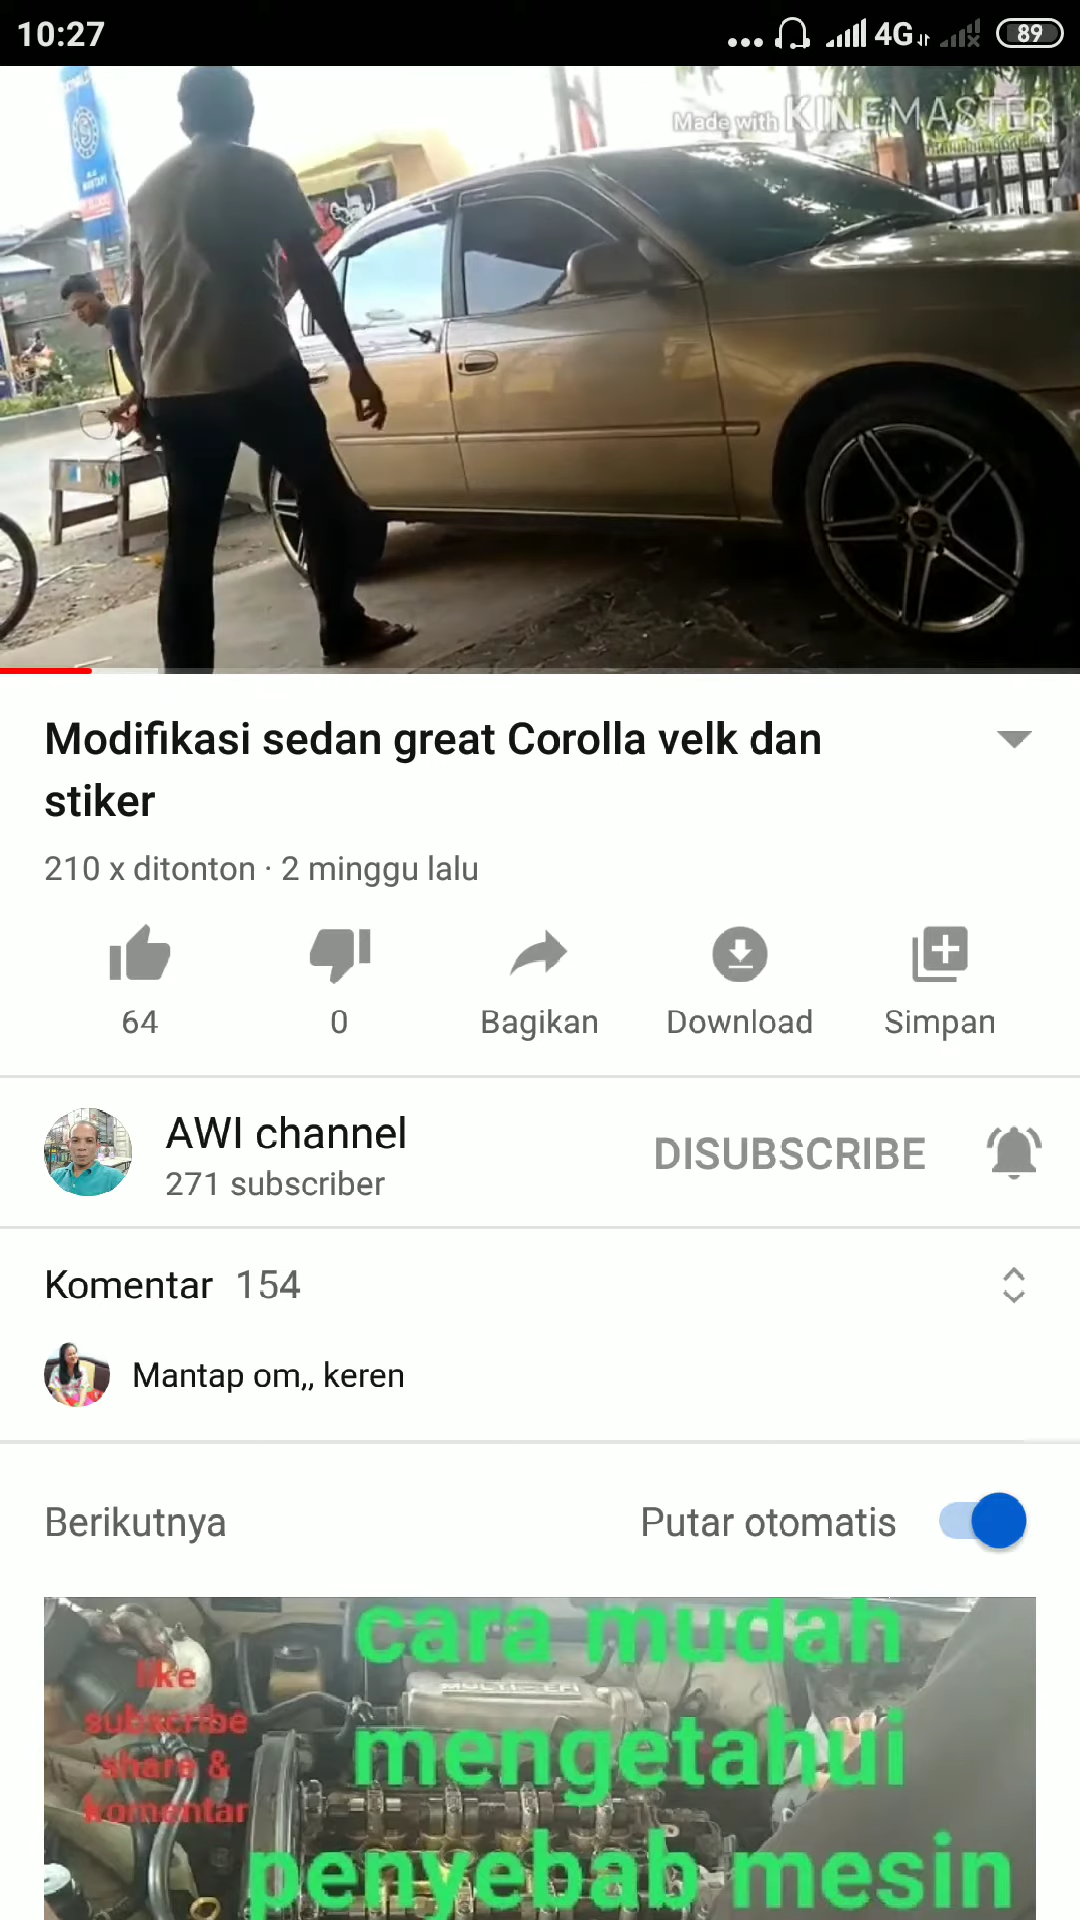 10:27
4G
89
Made with KINEMASTER
Modifikasi sedan great Corolla velk dan
stiker
210 x ditonton · 2 minggu lalu
64
0
Bagikan
Download
Simpan
AWI channel
271 subscriber
DISUBSCRIBE
Komentar 154
Mantap om,, keren
Berikutnya
Putar otomatis
cara mudah
mengetahui
penyebab mesin
like
subscribe
share &
komentar
MULTI-EFI